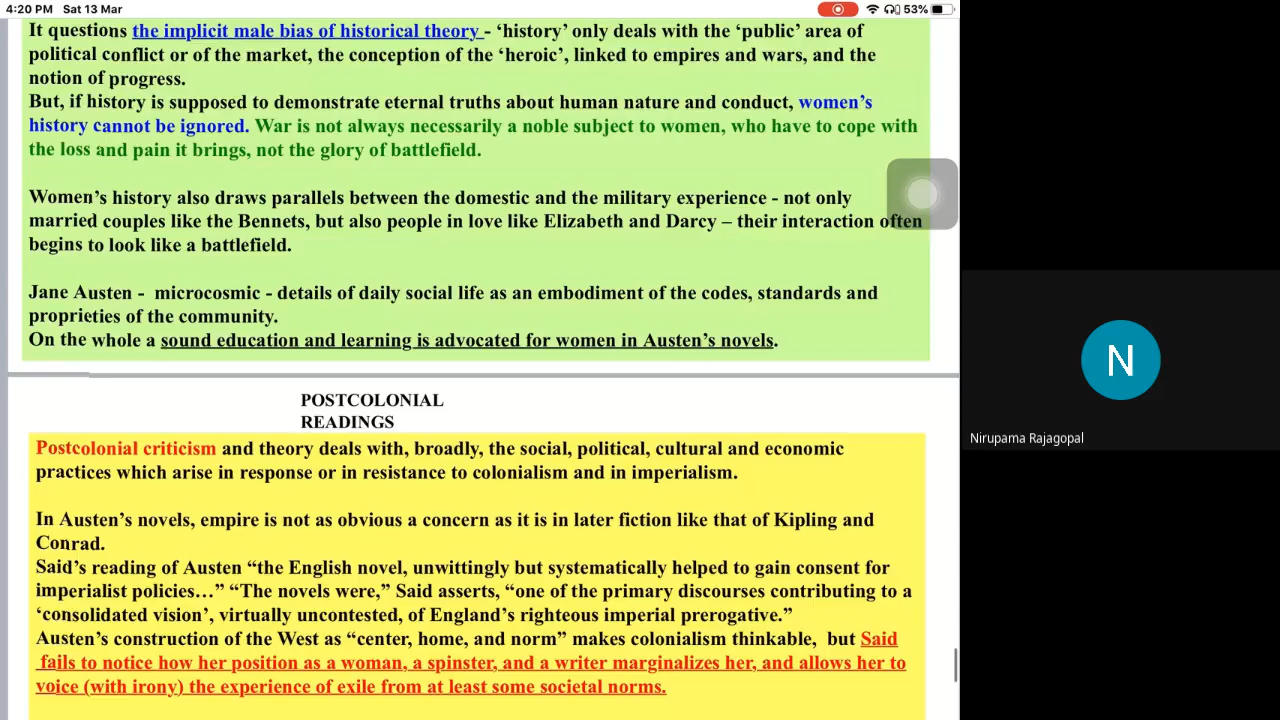 4:20 PM Sat 13 Mar
53%
It questions the implicit male bias of historical theory - ‘history’ only deals with the ‘public’ area of
political conflict or of the market, the conception of the ‘heroic’, linked to empires and wars, and the
notion of progress.
But, if history is supposed to demonstrate eternal truths about human nature and conduct, women’s
history cannot be ignored. War is not always necessarily a noble subject to women, who have to cope with
the loss and pain it brings, not the glory of battlefield.
Women’s history also draws parallels between the domestic and the military experience - not only
married couples like the Bennets, but also people in love like Elizabeth and Darcy – their interaction often
begins to look like a battlefield.
Jane Austen - microcosmic - details of daily social life as an embodiment of the codes, standards and
proprieties of the community.
On the whole a sound education and learning is advocated for women in Austen’s novels.
POSTCOLONIAL
READINGS
Postcolonial criticism and theory deals with, broadly, the social, political, cultural and economic
practices which arise in response or in resistance to colonialism and in imperialism.
In Austen’s novels, empire is not as obvious a concern as it is in later fiction like that of Kipling and
Conrad.
Said’s reading of Austen “the English novel, unwittingly but systematically helped to gain consent for
imperialist policies…” “The novels were,” Said asserts, “one of the primary discourses contributing to a
‘consolidated vision’, virtually uncontested, of England’s righteous imperial prerogative.”
Austen’s construction of the West as “center, home, and norm” makes colonialism thinkable, but Said
fails to notice how her position as a woman, a spinster, and a writer marginalizes her, and allows her to
voice (with irony) the experience of exile from at least some societal norms.
N
Nirupama Rajagopal